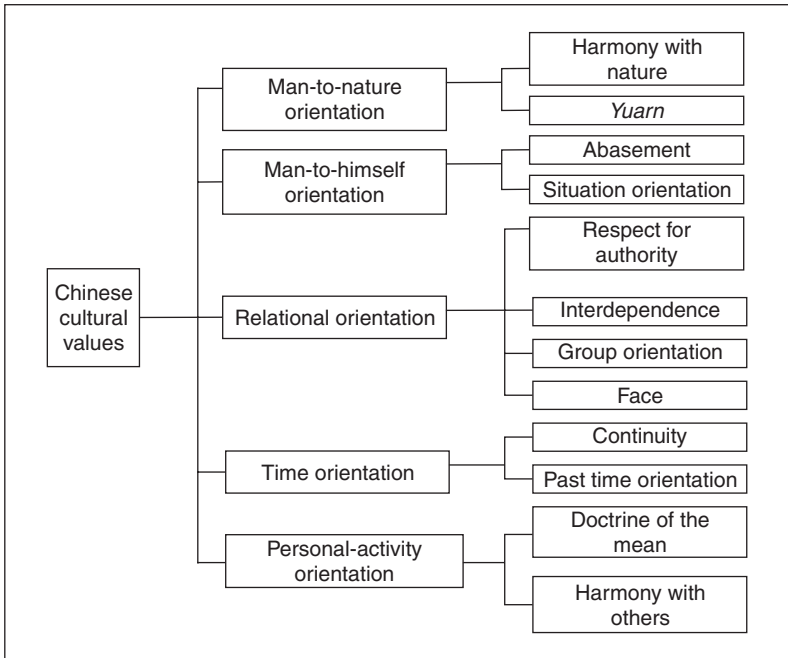 Chinese
cultural
values
Man-to-nature
orientation
Harmony with
nature
Yuarn
Man-to-himself
orientation
Abasement
Situation orientation
Relational orientation
Respect for
authority
Interdependence
Group orientation
Face
Time orientation
Continuity
Past time orientation
Personal-activity
orientation
Doctrine of the
mean
Harmony with
others